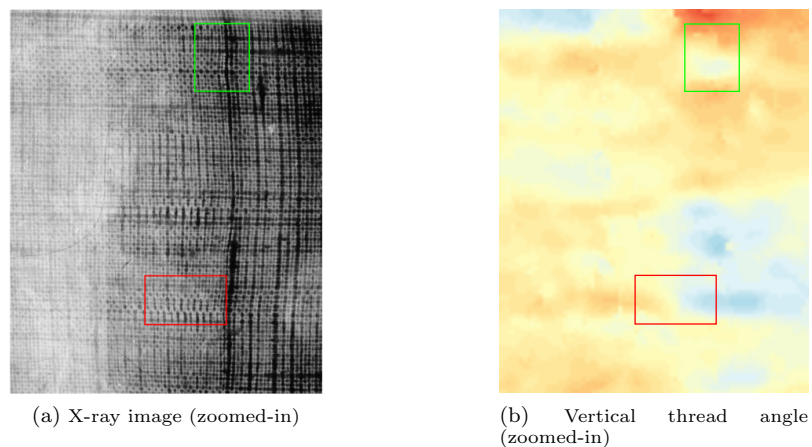 (a) X-ray image (zoomed-in)
(b) Vertical thread angle
(zoomed-in)